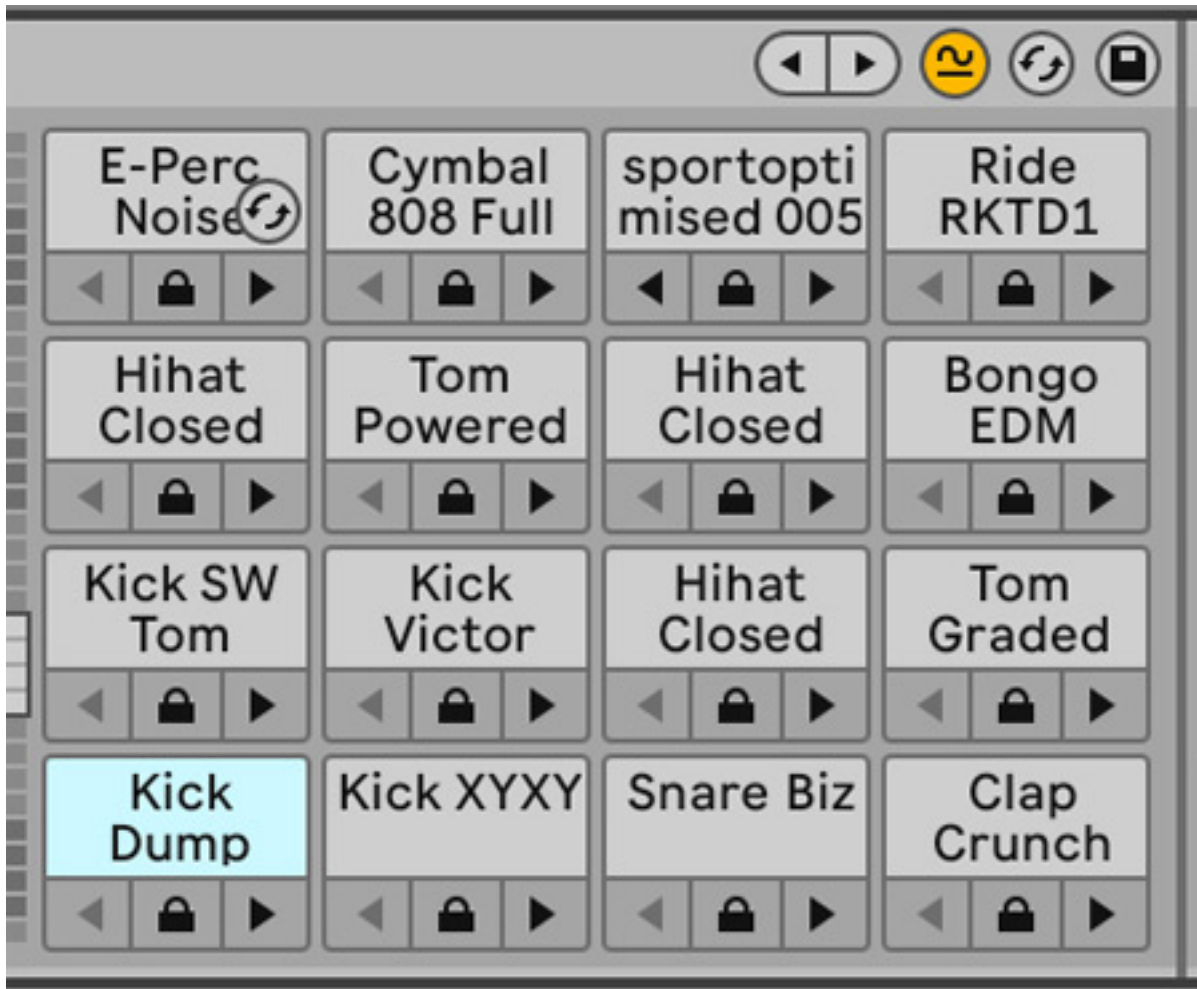 E-Perc
Noise
Cymbal
808 Full
sportopti
mised 005
Ride
RKTD1
Hihat
Closed
Tom
Powered
Hihat
Closed
Bongo
EDM
Kick SW
Tom
Kick
Victor
Hihat
Closed
Tom
Graded
Kick
Dump
Kick XYXY
Snare Biz
Clap
Crunch